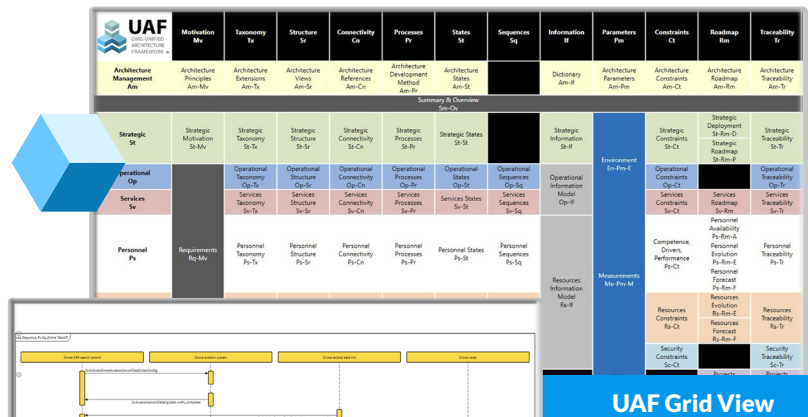 UAF
OMG UNIFIED
ARCHITECTURE
FRAMEWORK
Motivation
Mv
Taxonomy
Tx
Structure
Sr
Connectivity
Cn
Processes
Pr
States
St
Sequences
Sq
Information
If
Parameters
Pm
Constraints
Ct
Roadmap
Rm
Traceability
Tr
Architecture
Management
Am
Architecture
Principles
Am-Mv
Architecture
Extensions
Am-Tx
Architecture
Views
Am-Sr
Architecture
References
Am-Cn
Architecture
Development
Method
Am-Pr
Architecture
States
Am-St
Dictionary
Am-If
Architecture
Parameters
Am-Pm
Architecture
Constraints
Am-Ct
Architecture
Roadmap
Am-Rm
Architecture
Traceability
Am-Tr
Summary & Overview
Sm-Ov
Strategic
St
Strategic
Motivation
St-Mv
Strategic
Taxonomy
St-Tx
Strategic
Structure
St-Sr
Strategic
Connectivity
St-Cn
Strategic
Processes
St-Pr
Strategic States
St-St
Strategic
Information
St-If
Environment
En-Pm-E
Strategic
Constraints
St-Ct
Strategic
Deployment
St-Rm-D
Strategic
Roadmap
St-Rm-P
Strategic
Traceability
St-Tr
Operational
Op
Operational
Taxonomy
Op-Tx
Operational
Structure
Op-Sr
Operational
Connectivity
Op-Cn
Operational
Processes
Op-Pr
Operational
States
Op-St
Operational
Sequences
Op-Sq
Operational
Information
Model
Op-If
Operational
Constraints
Op-Ct
Operational
Traceability
Op-Tr
Services
Sv
Services
Taxonomy
Sv-Tx
Services
Structure
Sv-Sr
Services
Connectivity
Sv-Cn
Services
Processes
Sv-Pr
Services States
Sv-St
Services
Sequences
Sv-Sq
Services
Constraints
Sv-Ct
Services
Roadmap
Sv-Rm
Services
Traceability
Sv-Tr
Personnel
Ps
Requirements
Rq-Mv
Personnel
Taxonomy
Ps-Tx
Personnel
Structure
Ps-Sr
Personnel
Connectivity
Ps-Cn
Personnel
Processes
Ps-Pr
Personnel States
Ps-St
Personnel
Sequences
Ps-Sq
Resources
Information
Model
Rs-If
Measurements
Me-Pm-M
Competence,
Drivers,
Performance
Ps-Ct
Personnel
Availability
Ps-Rm-A
Personnel
Evolution
Ps-Rm-E
Personnel
Forecast
Ps-Rm-F
Personnel
Traceability
Ps-Tr
Resources
Constraints
Rs-Ct
Resources
Evolution
Rs-Rm-E
Resources
Forecast
Rs-Rm-F
Resources
Traceability
Rs-Tr
Security
Constraints
Sc-Ct
Security
Traceability
Sc-Tr
Projects
Projects
UAF Grid View